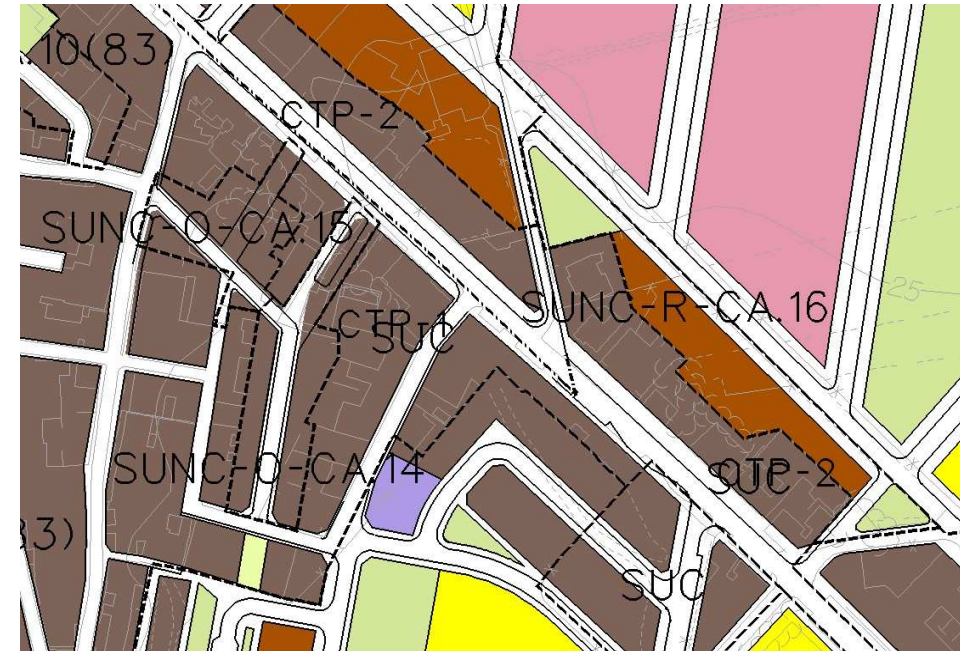 .10(83)
CTP-2
SUNC-O-CA.15
SUNC-R-CA.16
25
CTP-1
SUC
SUNC-O-CA.14
SUC
CTP-2
83)
SUC